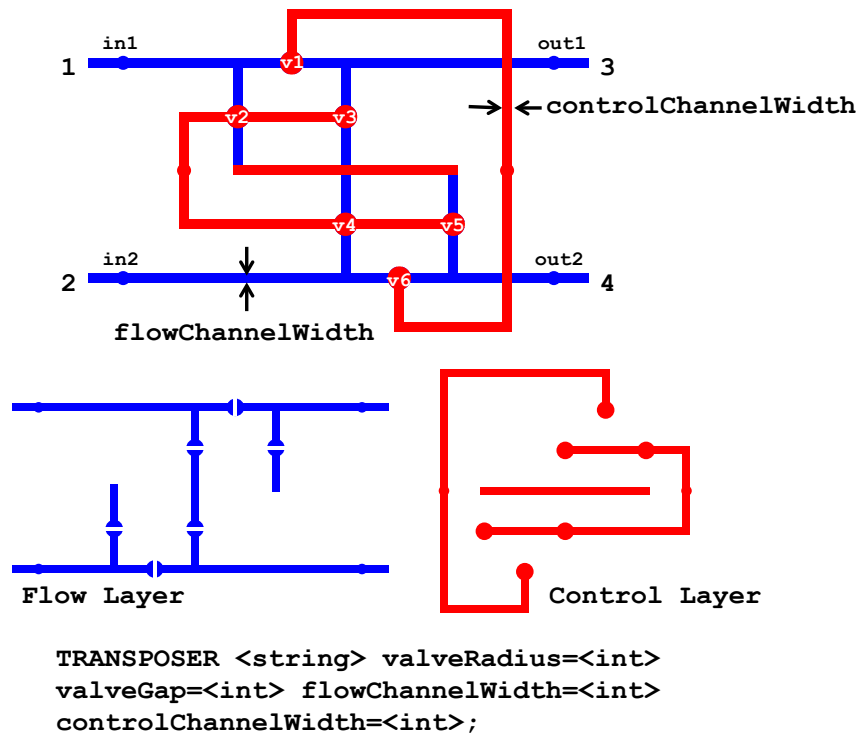 in1
out1
1
v1
3
controlChannelWidth
v2
v3
v4
v5
in2
out2
2
v6
4
flowChannelWidth
Flow Layer
Control Layer
TRANSPOSER <string> valveRadius=<int>
valveGap=<int> flowChannelWidth=<int>
controlChannelWidth=<int>;